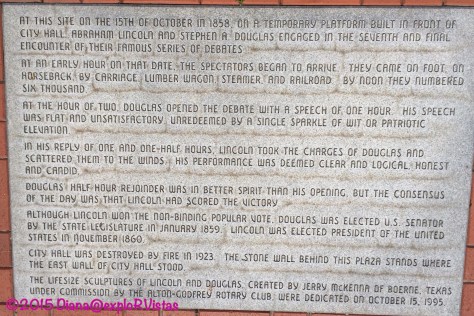 AT THIS SITE ON THE 15TH OF OCTOBER IN 1858, ON A TEMPORARY PLATFORM BUILT IN FRONT OF
CITY HALL, ABRAHAM LINCOLN AND STEPHEN A. DOUGLAS ENGAGED IN THE SEVENTH AND FINAL
ENCOUNTER OF THEIR FAMOUS SERIES OF DEBATES.
AT AN EARLY HOUR ON THAT DATE, THE SPECTATORS BEGAN TO ARRIVE. THEY CAME ON FOOT, ON
HORSEBACK, BY CARRIAGE, LUMBER WAGON, STEAMER, AND RAILROAD. BY NOON THEY NUMBERED
SIX THOUSAND.
AT THE HOUR OF TWO, DOUGLAS OPENED THE DEBATE WITH A SPEECH OF ONE HOUR. HIS SPEECH
WAS FLAT AND UNSATISFACTORY, UNREDEEMED BY A SINGLE SPARKLE OF WIT OR PATRIOTIC
ELEVATION.
IN HIS REPLY OF ONE AND ONE-HALF HOURS, LINCOLN TOOK THE CHARGES OF DOUGLAS AND
SCATTERED THEM TO THE WINDS. HIS PERFORMANCE WAS DEEMED CLEAR AND LOGICAL, HONEST
AND CANDID.
DOUGLAS' HALF HOUR REJOINDER WAS IN BETTER SPIRIT THAN HIS OPENING, BUT THE CONSENSUS
OF THE DAY WAS THAT LINCOLN HAD SCORED THE VICTORY.
ALTHOUGH LINCOLN WON THE NON-BINDING POPULAR VOTE, DOUGLAS WAS ELECTED U.S. SENATOR
BY THE STATE LEGISLATURE IN JANUARY 1859. LINCOLN WAS ELECTED PRESIDENT OF THE UNITED
STATES IN NOVEMBER 1860.
CITY HALL WAS DESTROYED BY FIRE IN 1923. THE STONE WALL BEHIND THIS PLAZA STANDS WHERE
THE EAST WALL OF CITY HALL STOOD.
THE LIFESIZE SCULPTURES OF LINCOLN AND DOUGLAS, CREATED BY JERRY McKENNA OF BOERNE, TEXAS
UNDER COMMISSION BY THE ALTON-GODFREY ROTARY CLUB, WERE DEDICATED ON OCTOBER 15, 1995.
©2015 Diana@exploRVistas